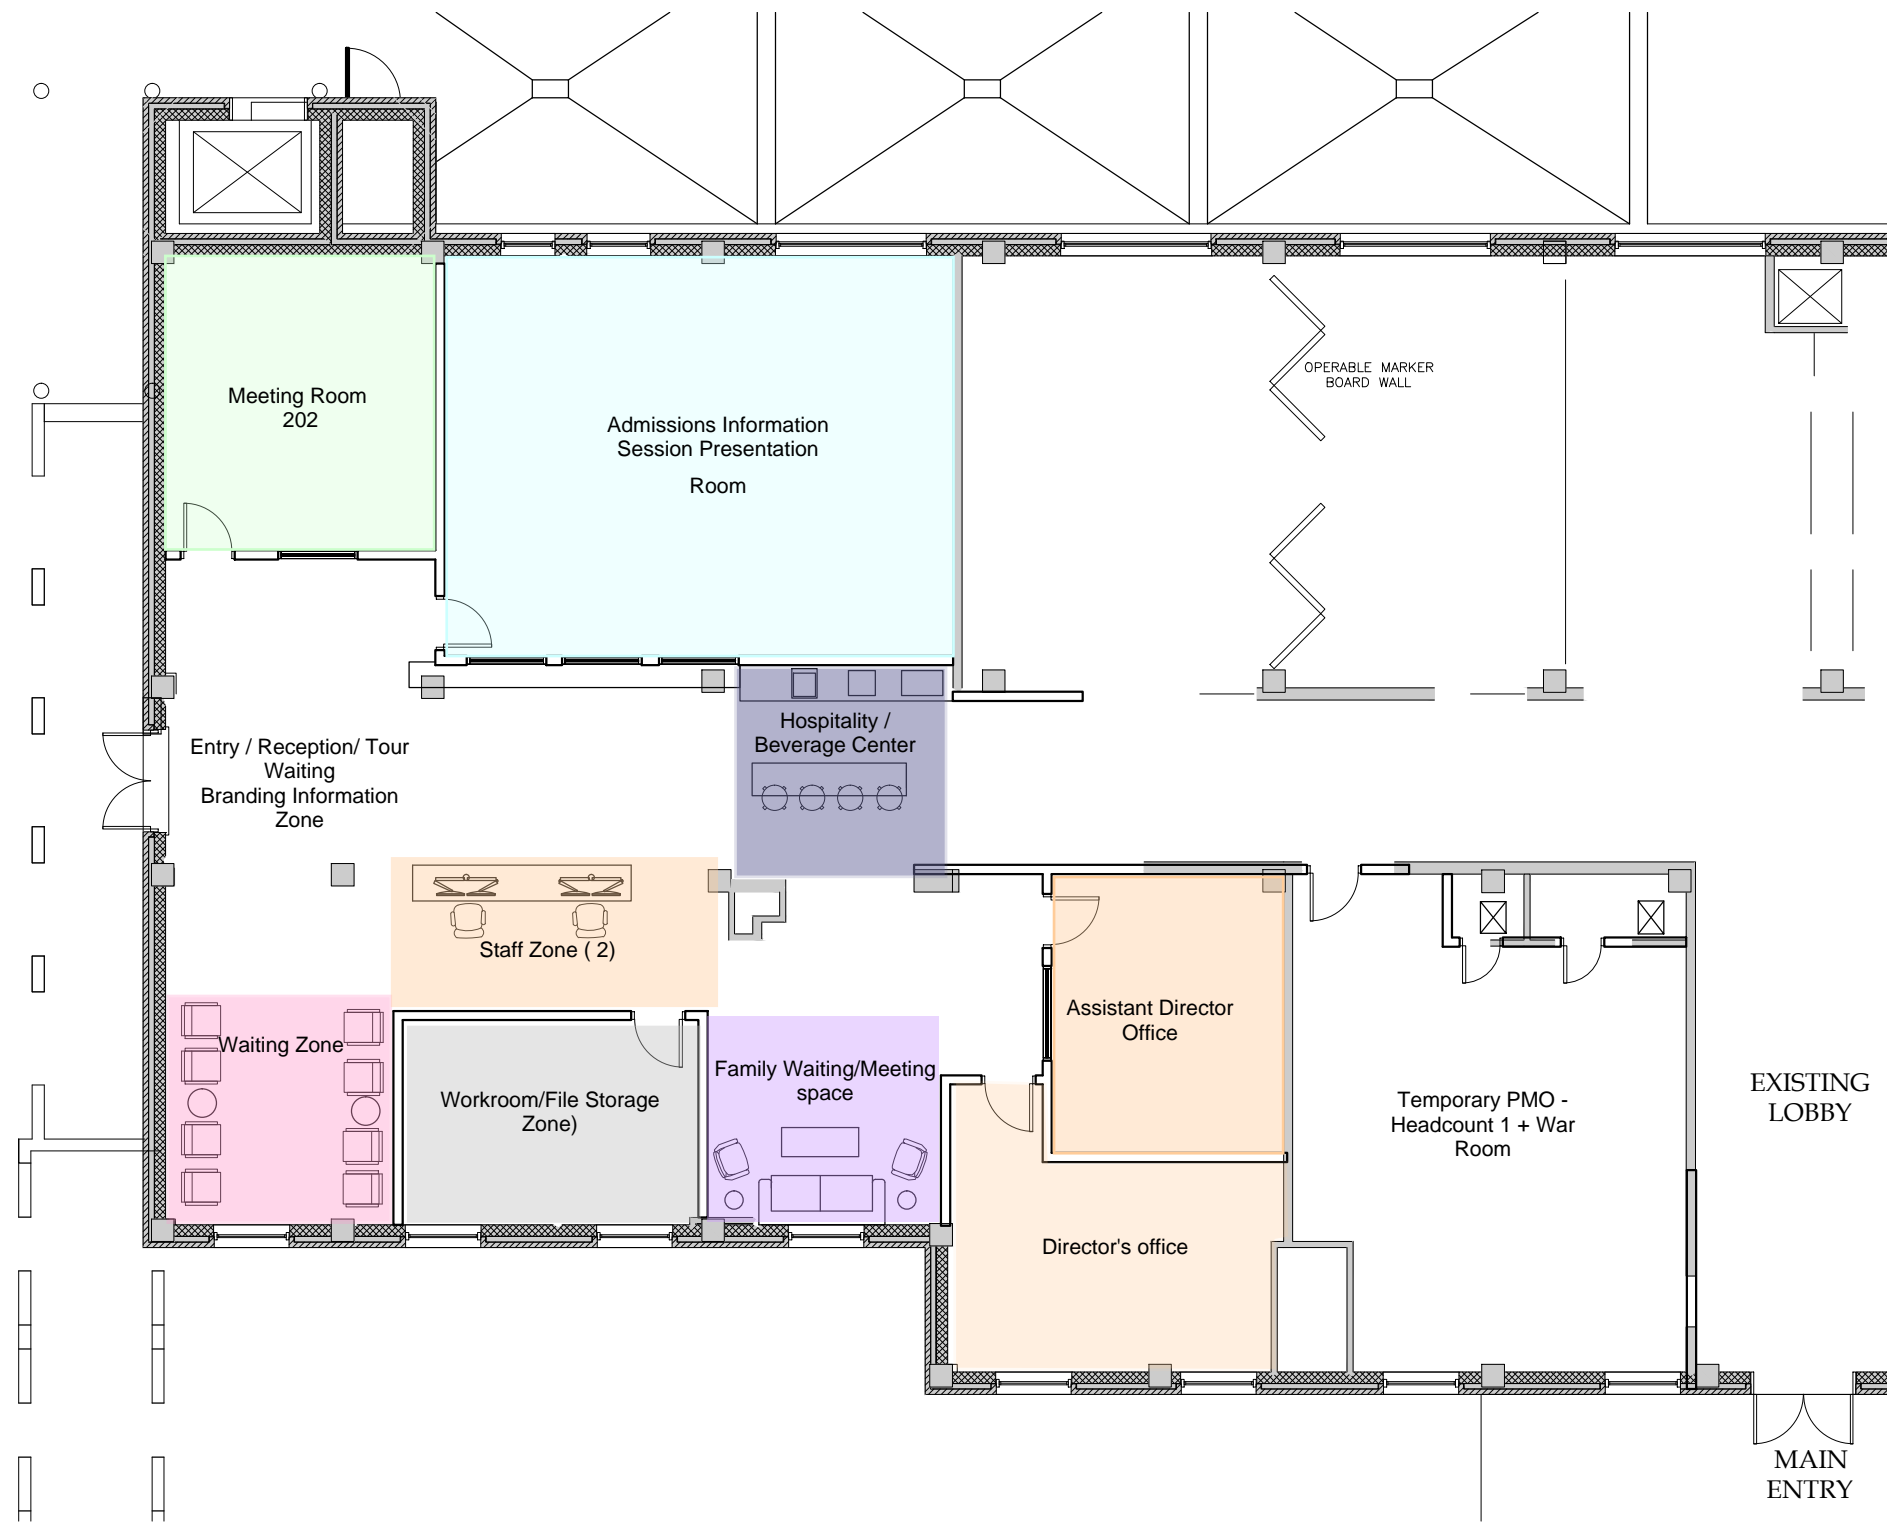 Meeting Room
202
Admissions Information
Session Presentation
Room
OPERABLE MARKER
BOARD WALL
Hospitality /
Beverage Center
Entry / Reception/ Tour
Waiting
Branding Information
Zone
Staff Zone ( 2)
Waiting Zone
Workroom/File Storage
Zone)
Family Waiting/Meeting
space
Assistant Director
Office
Director's office
Temporary PMO -
Headcount 1 + War
Room
EXISTING
LOBBY
MAIN
ENTRY